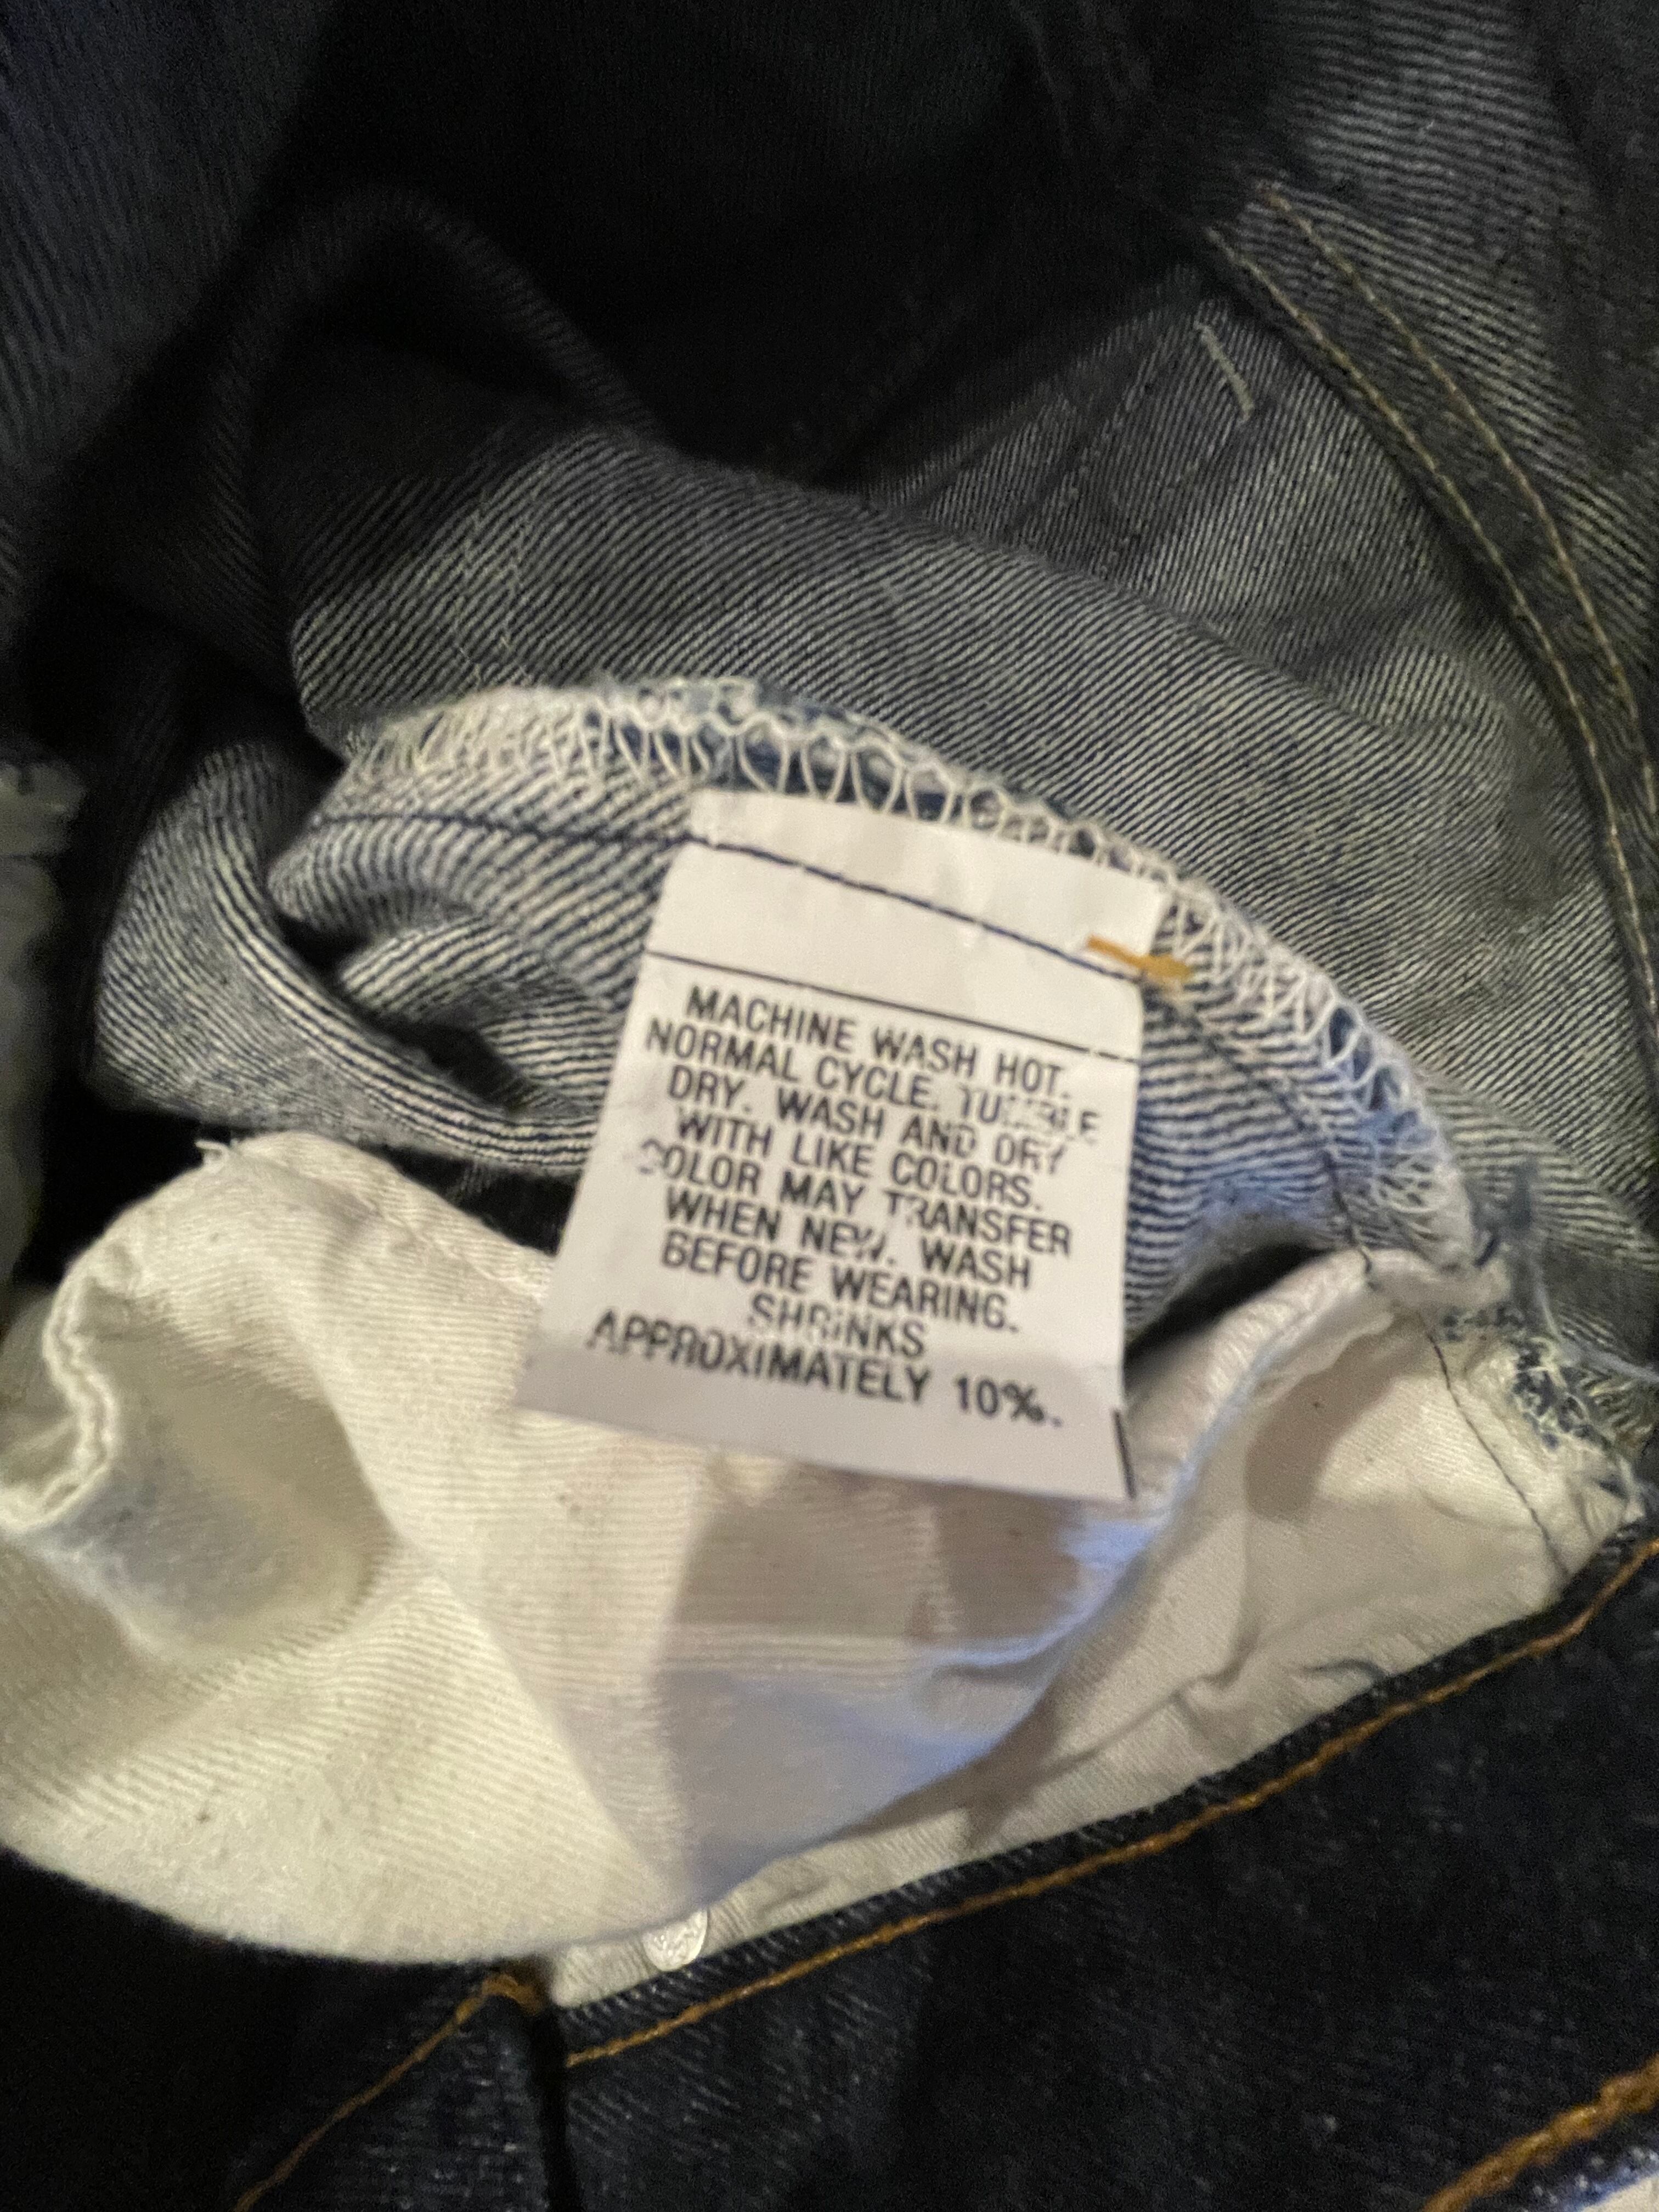 MACHINE WASH HOT.
NORMAL CYCLE. TUMBLE
DRY. WASH AND DRY
WITH LIKE COLORS.
COLOR MAY TRANSFER
WHEN NEW. WASH
BEFORE WEARING.
SHRINKS
APPROXIMATELY 10%.